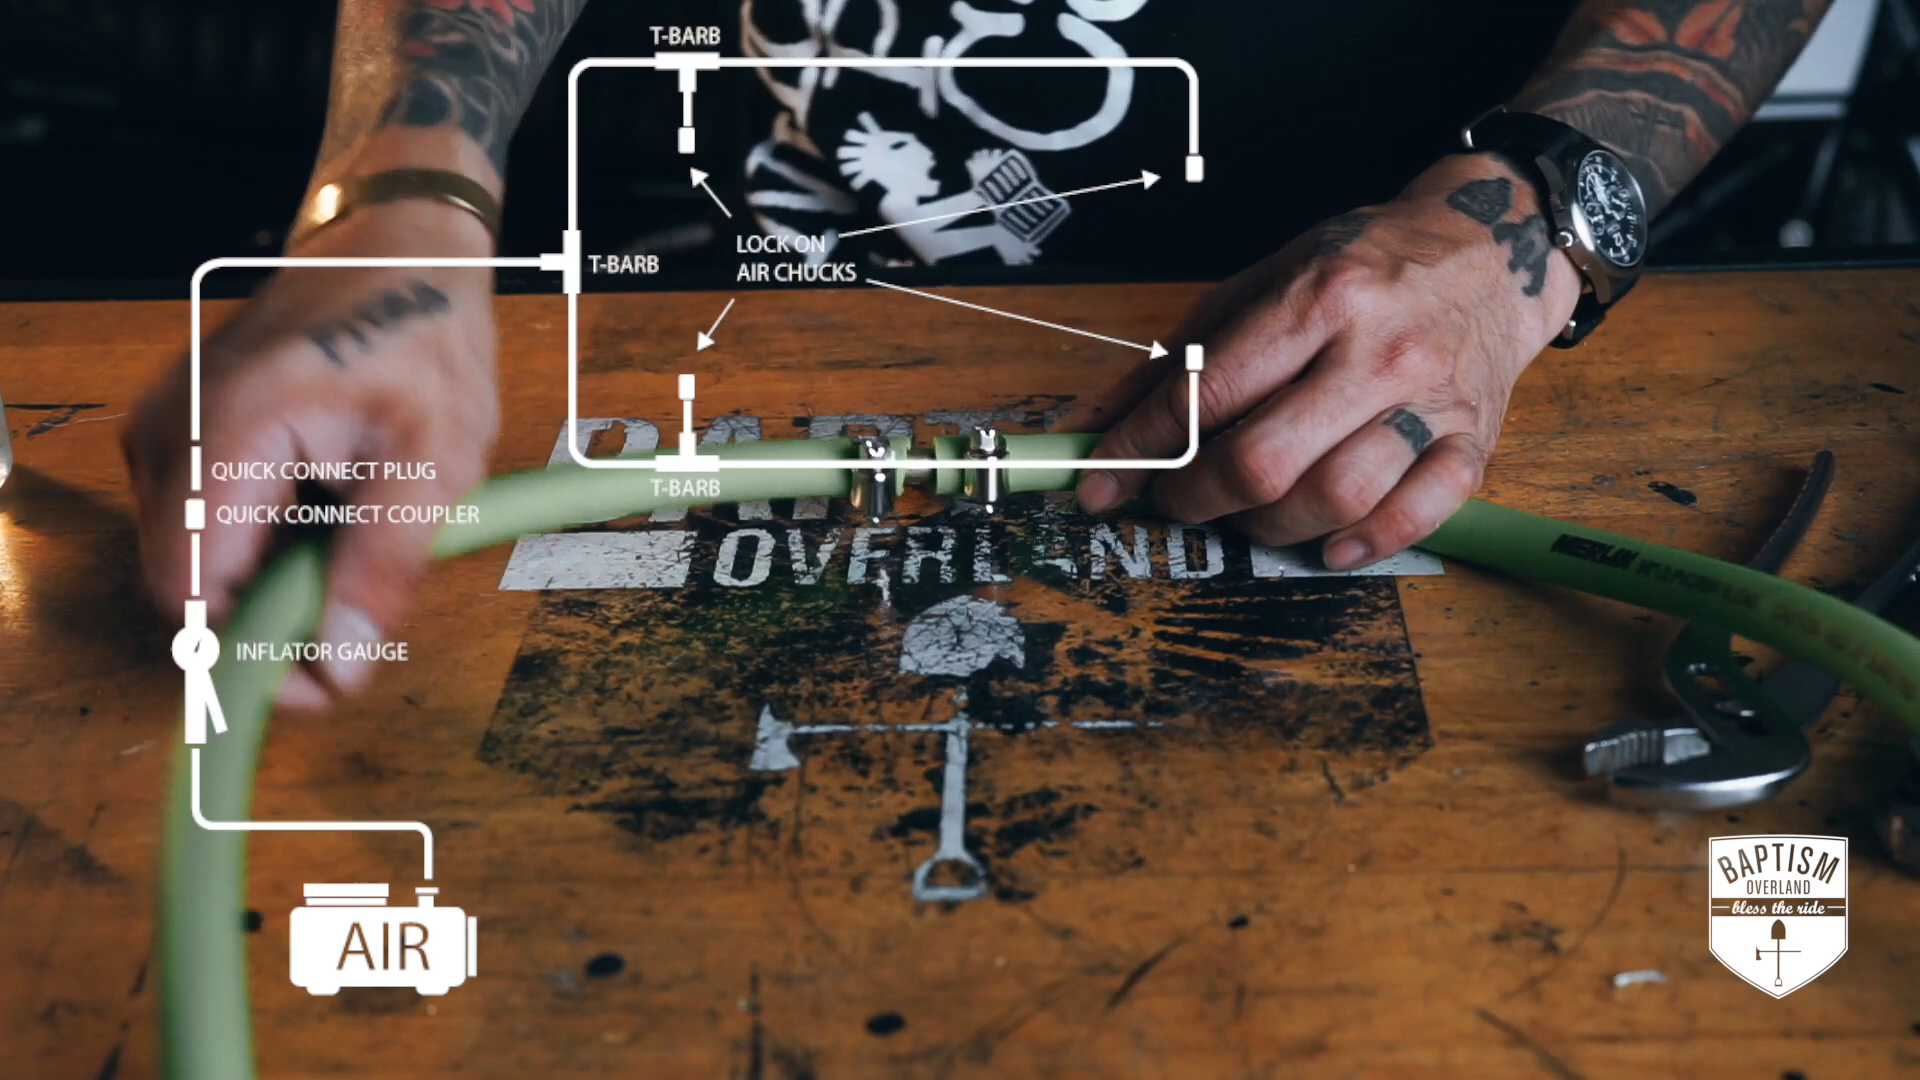 T-BARB
T-BARB
LOCK ON
AIR CHUCKS
QUICK CONNECT PLUG
QUICK CONNECT COUPLER
T-BARB
OVERLAND
INFLATOR GAUGE
AIR
BAPTISM
OVERLAND
bless the ride